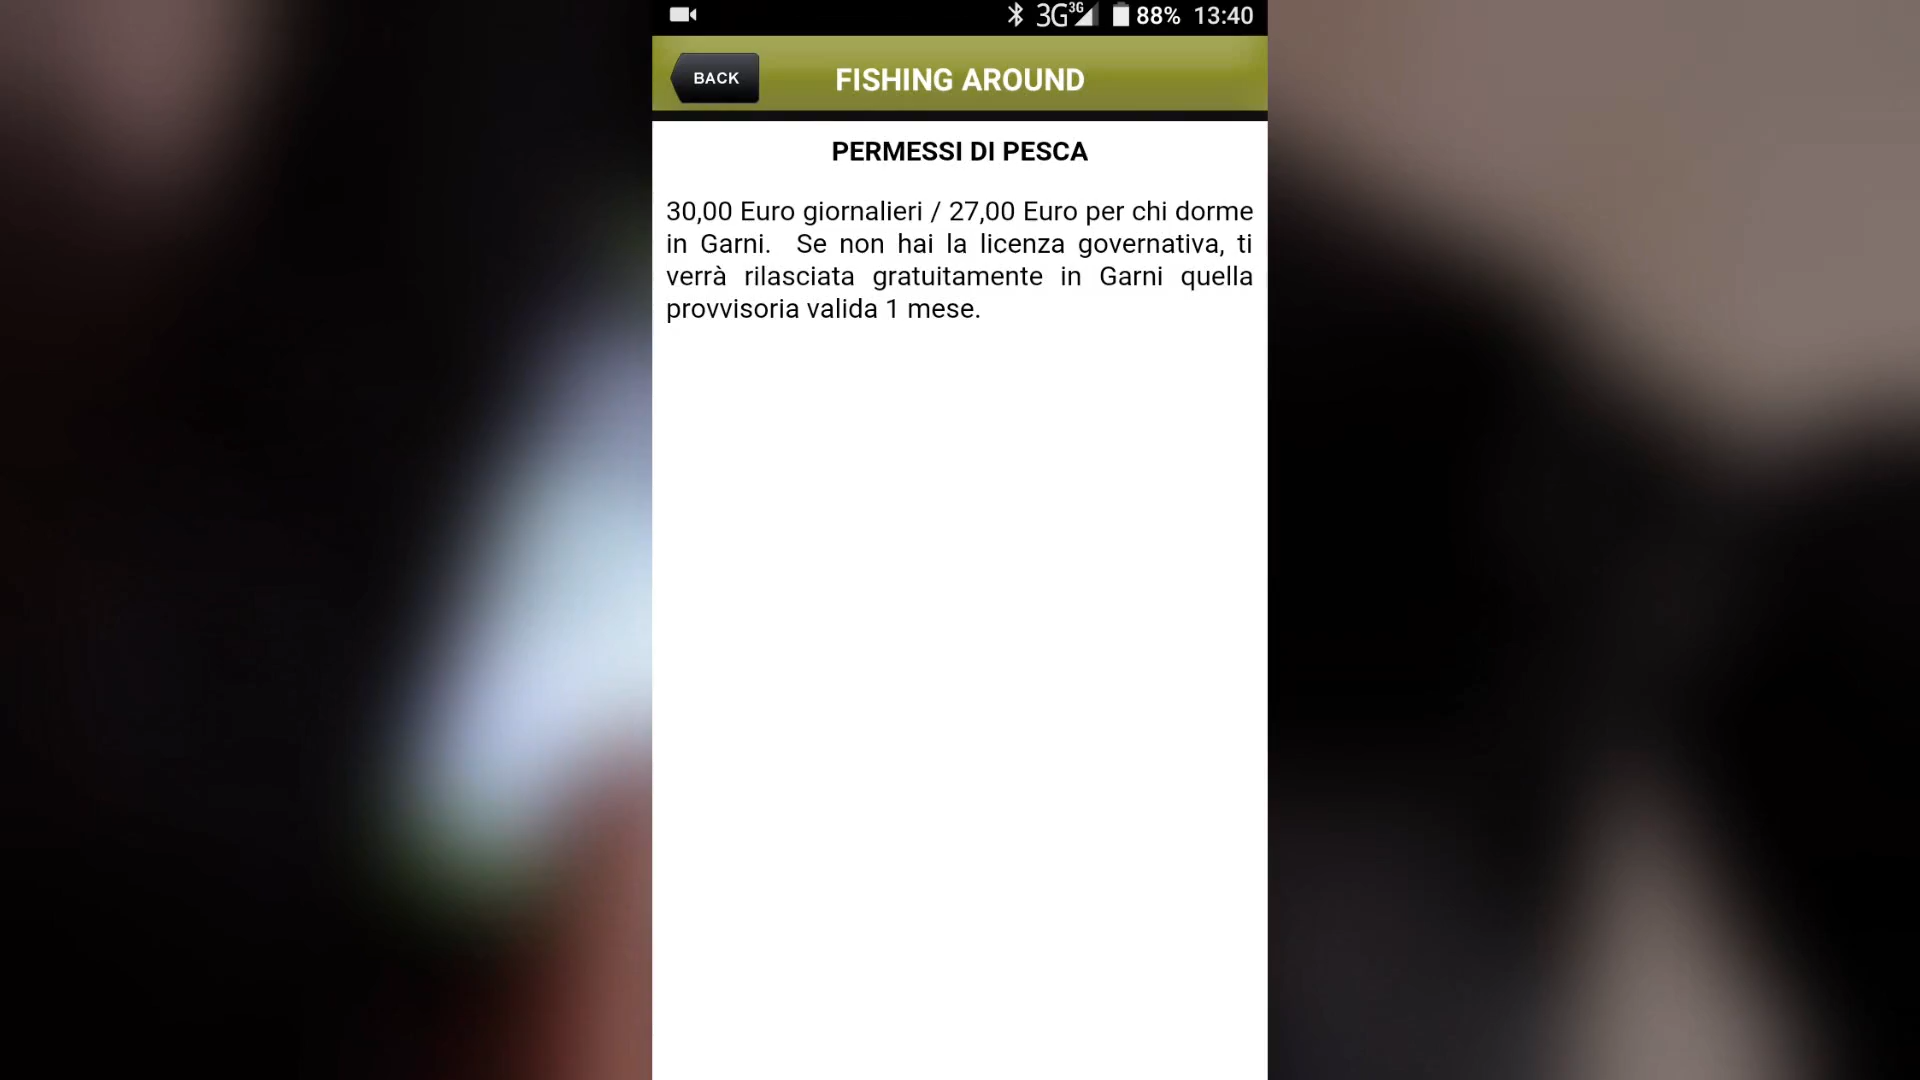 3G 3G 88% 13:40
BACK
FISHING AROUND
PERMESSI DI PESCA
30,00 Euro giornalieri / 27,00 Euro per chi dorme
in Garni. Se non hai la licenza governativa, ti
verrà rilasciata gratuitamente in Garni quella
provvisoria valida 1 mese.